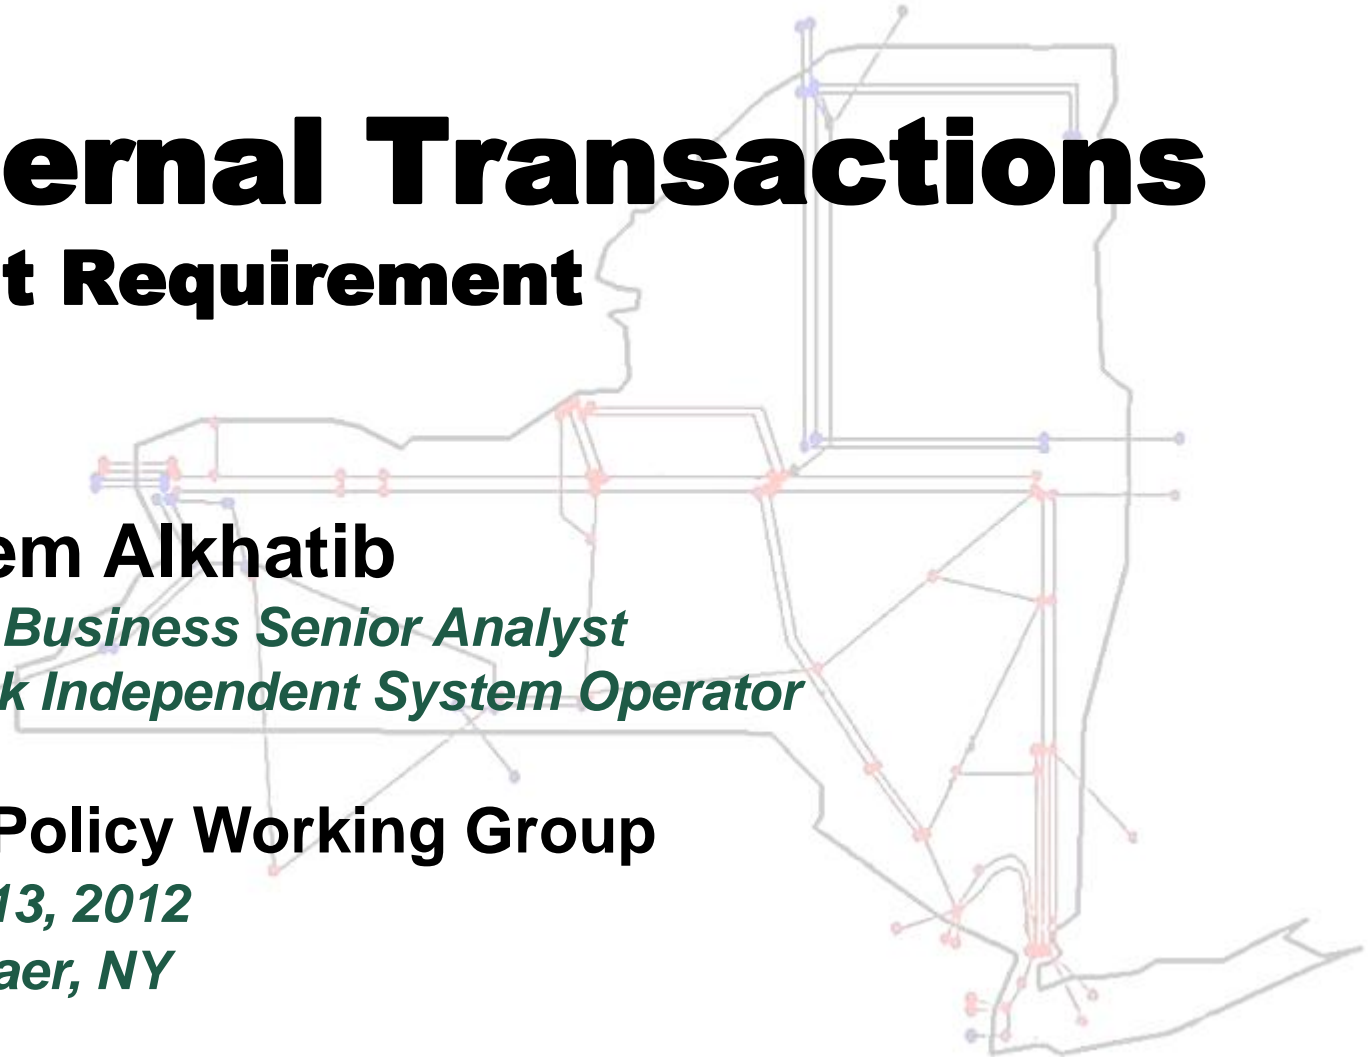 ernal Transactions
t Requirement
em Alkhatib
Business Senior Analyst
k Independent System Operator
Policy Working Group
13, 2012
aer, NY